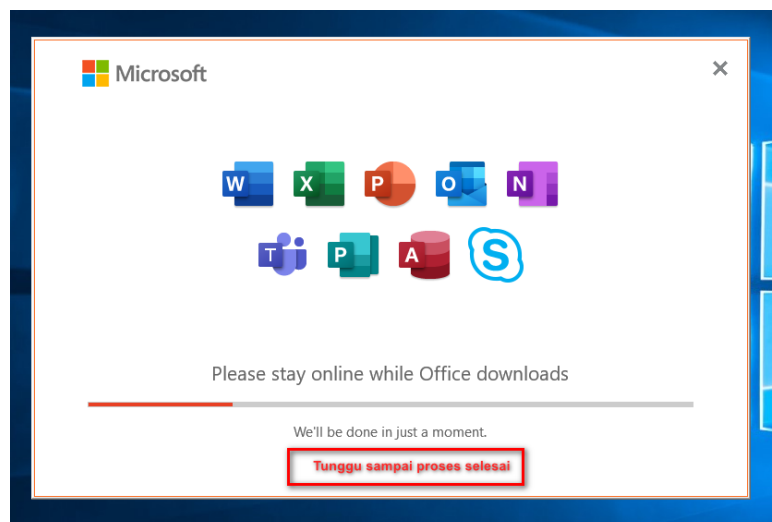 Microsoft
W X P O N
T P A S
Please stay online while Office downloads
We'll be done in just a moment.
Tunggu sampai proses selesai